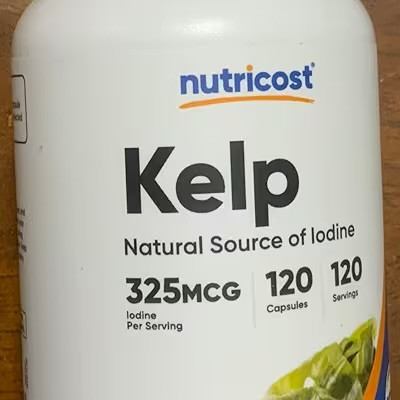 nutricost
Kelp
Natural Source of Iodine
325MCG
Iodine
Per Serving
120
Capsules
120
Servings